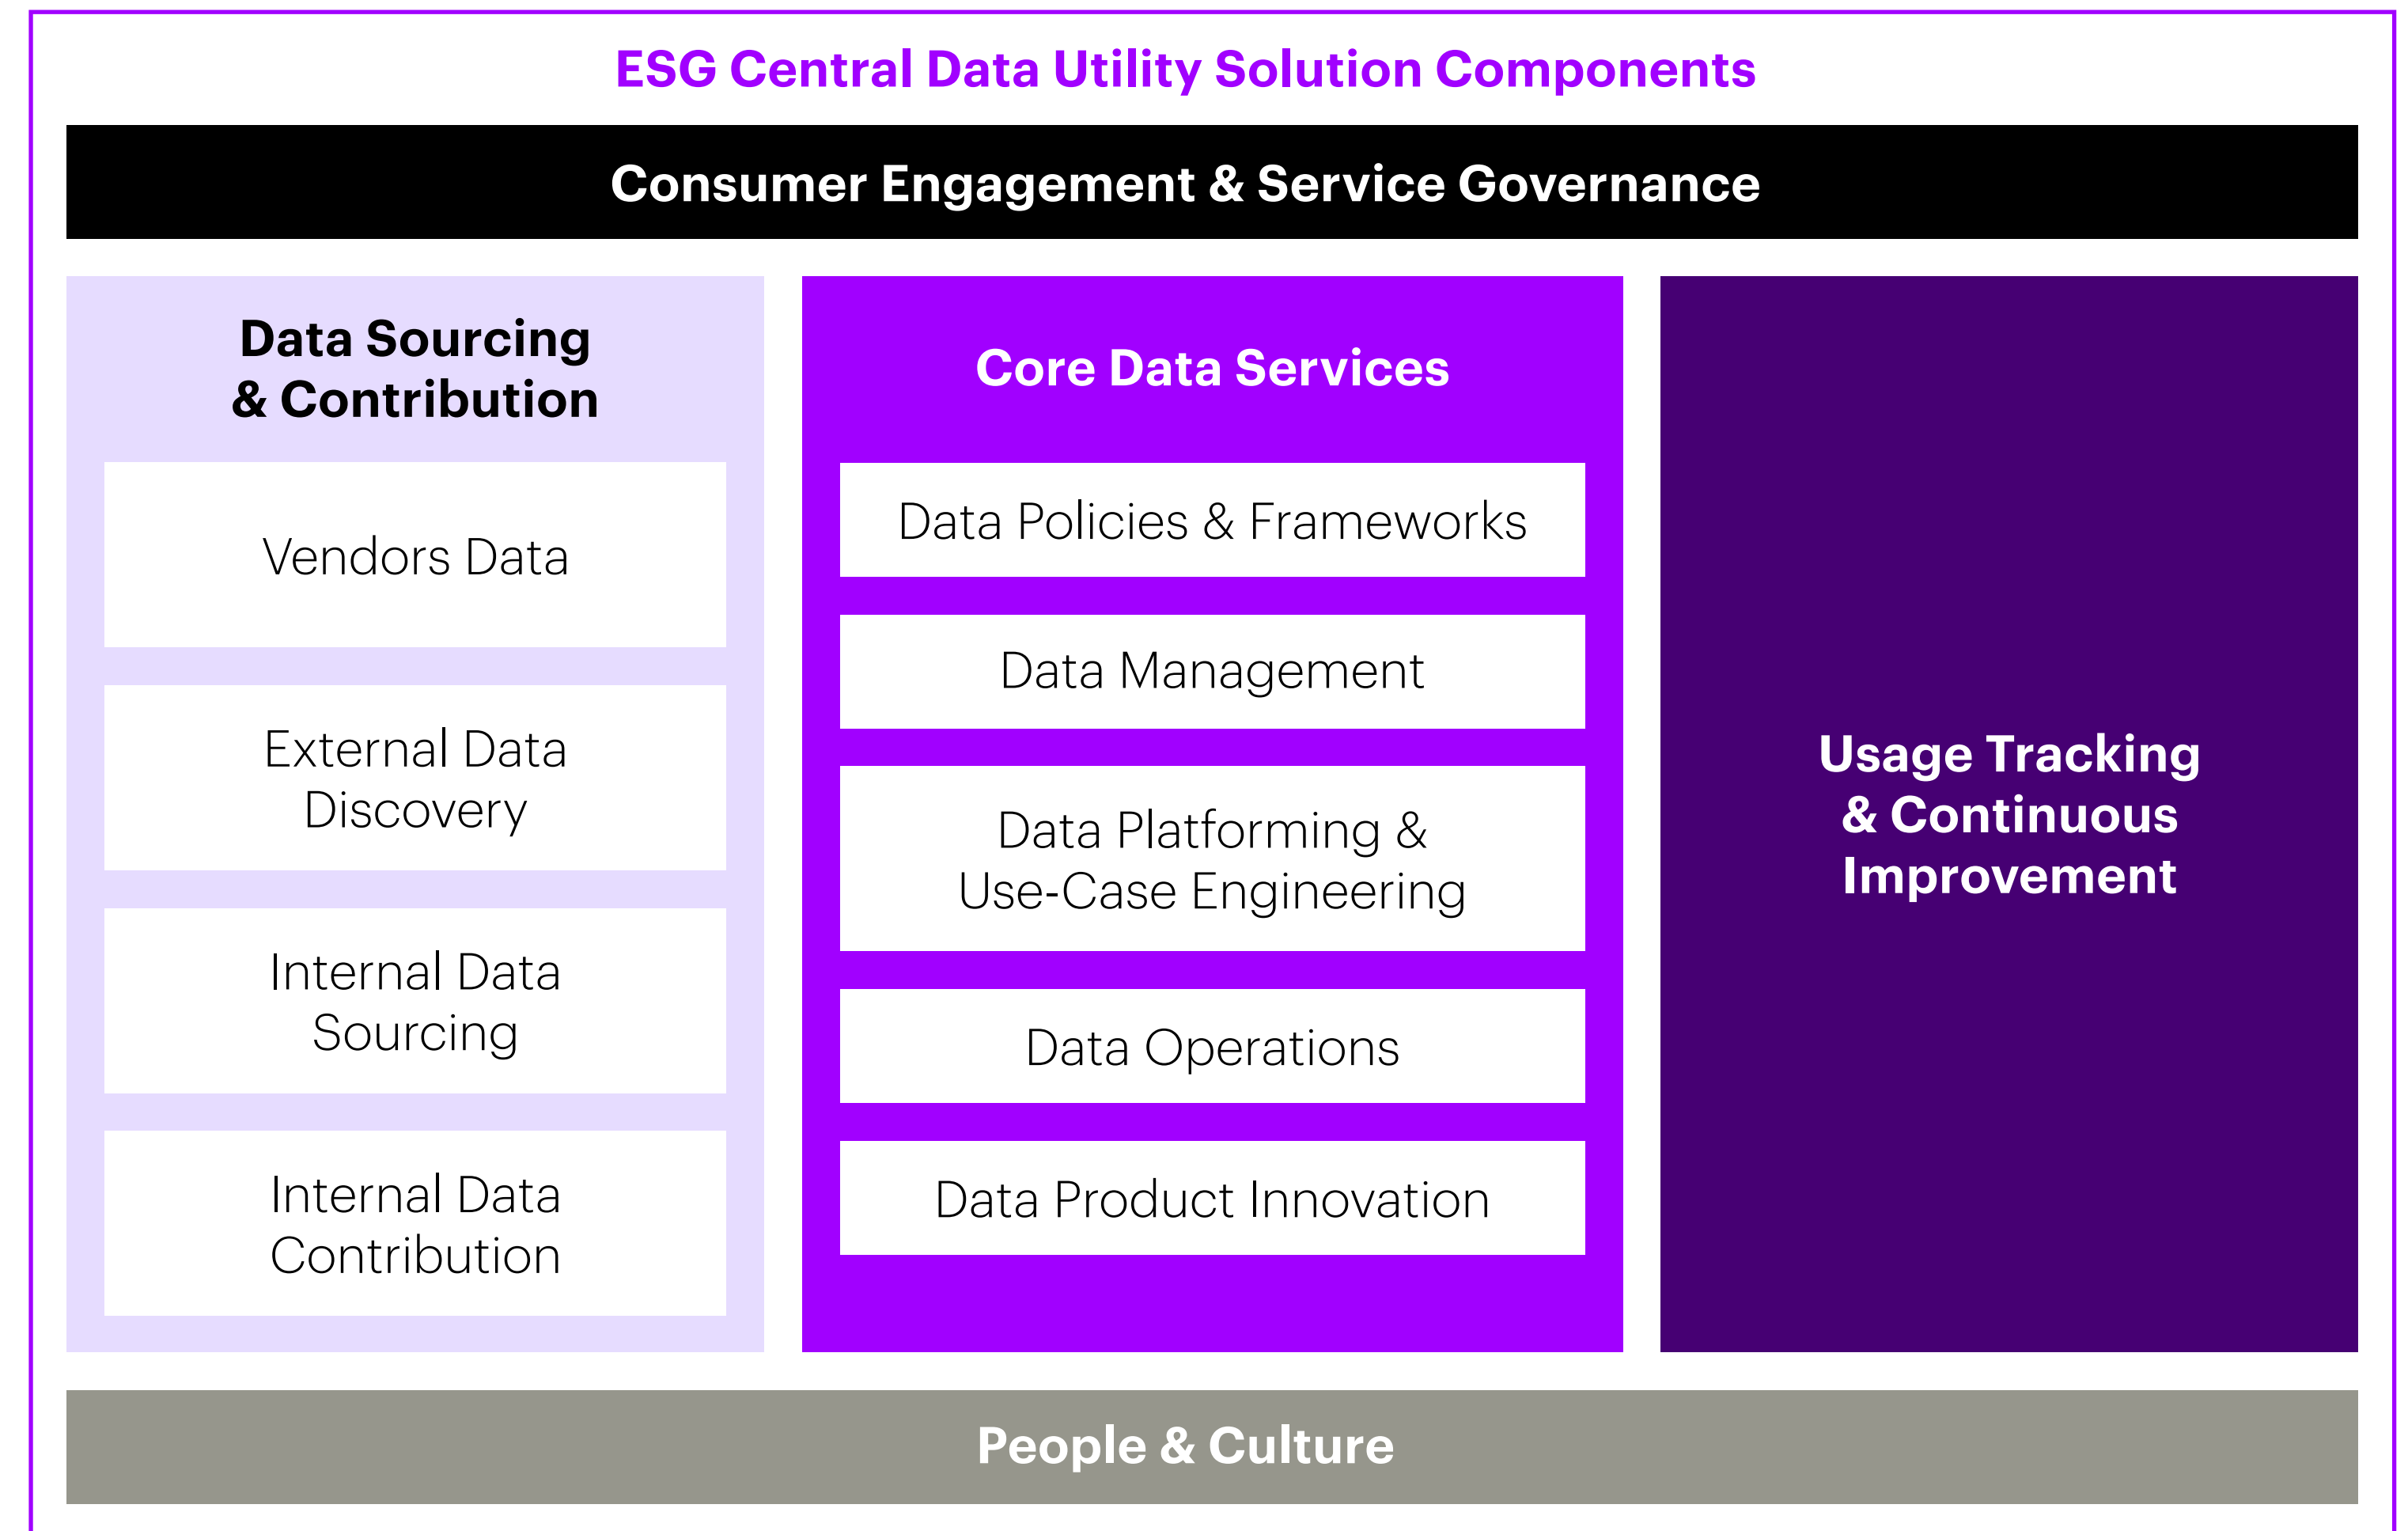 ESG Central Data Utility Solution Components
Consumer Engagement & Service Governance
Data Sourcing
& Contribution
Vendors Data
External Data
Discovery
Internal Data
Sourcing
Internal Data
Contribution
Core Data Services
Data Policies & Frameworks
Data Management
Data Platforming &
Use-Case Engineering
Data Operations
Data Product Innovation
Usage Tracking
& Continuous
Improvement
People & Culture